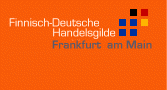 Finnisch-Deutsche
Handelsgilde
Frankfurt am Main